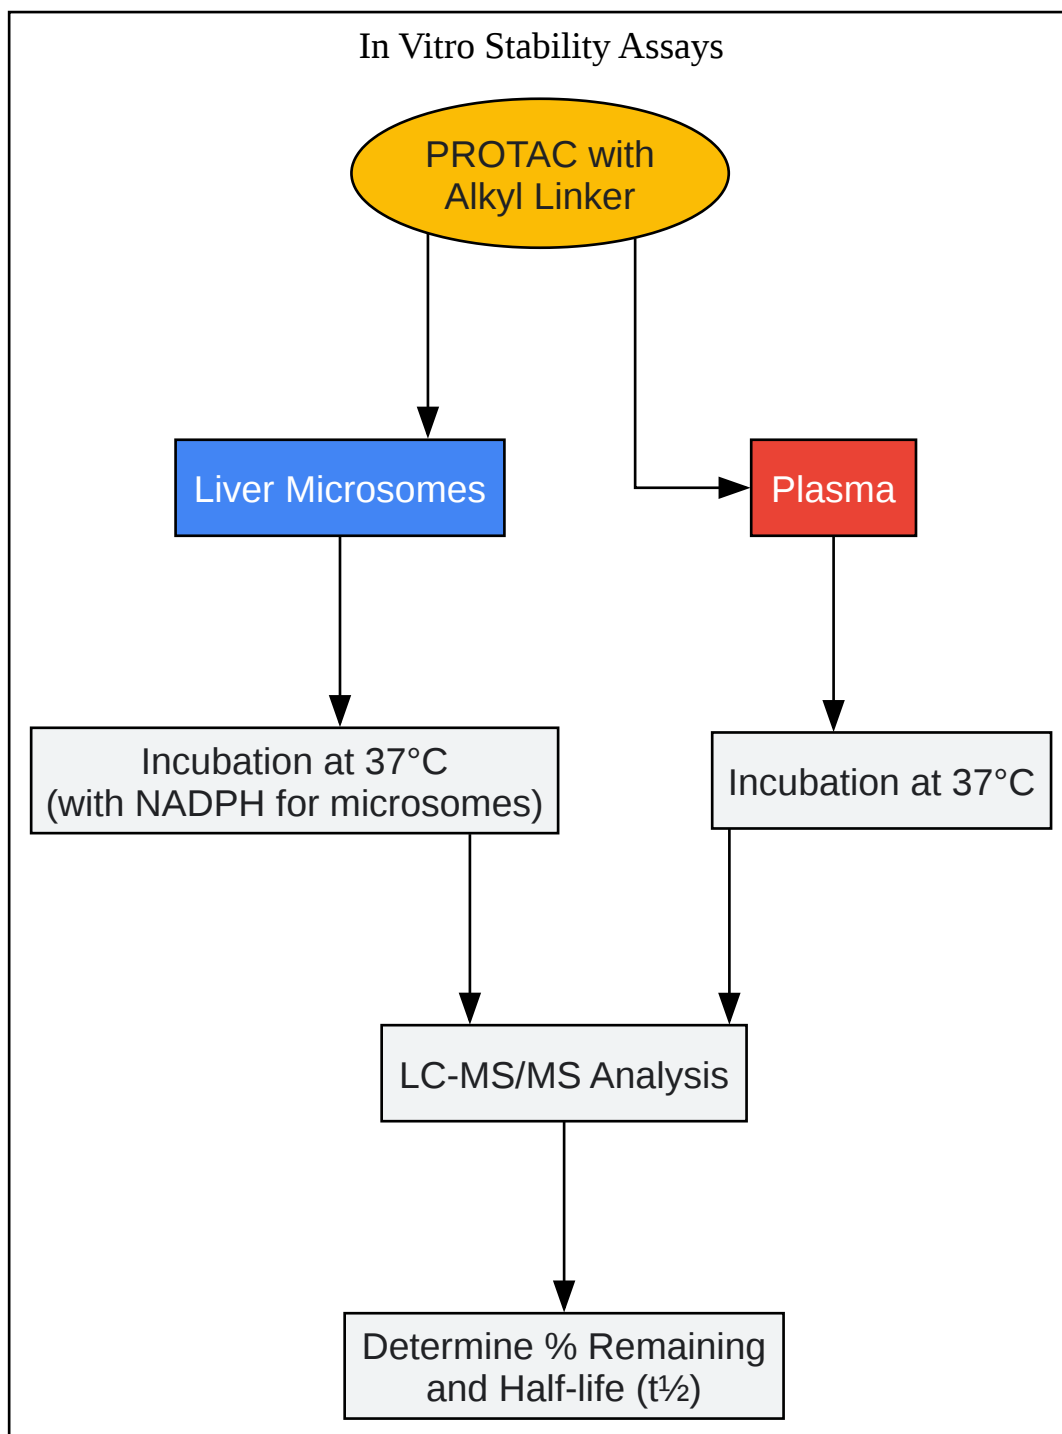 In Vitro Stability Assays
PROTAC with
Alkyl Linker
Liver Microsomes
Plasma
Incubation at 37°C
(with NADPH for microsomes)
Incubation at 37°C
LC-MS/MS Analysis
Determine % Remaining
and Half-life (t½)